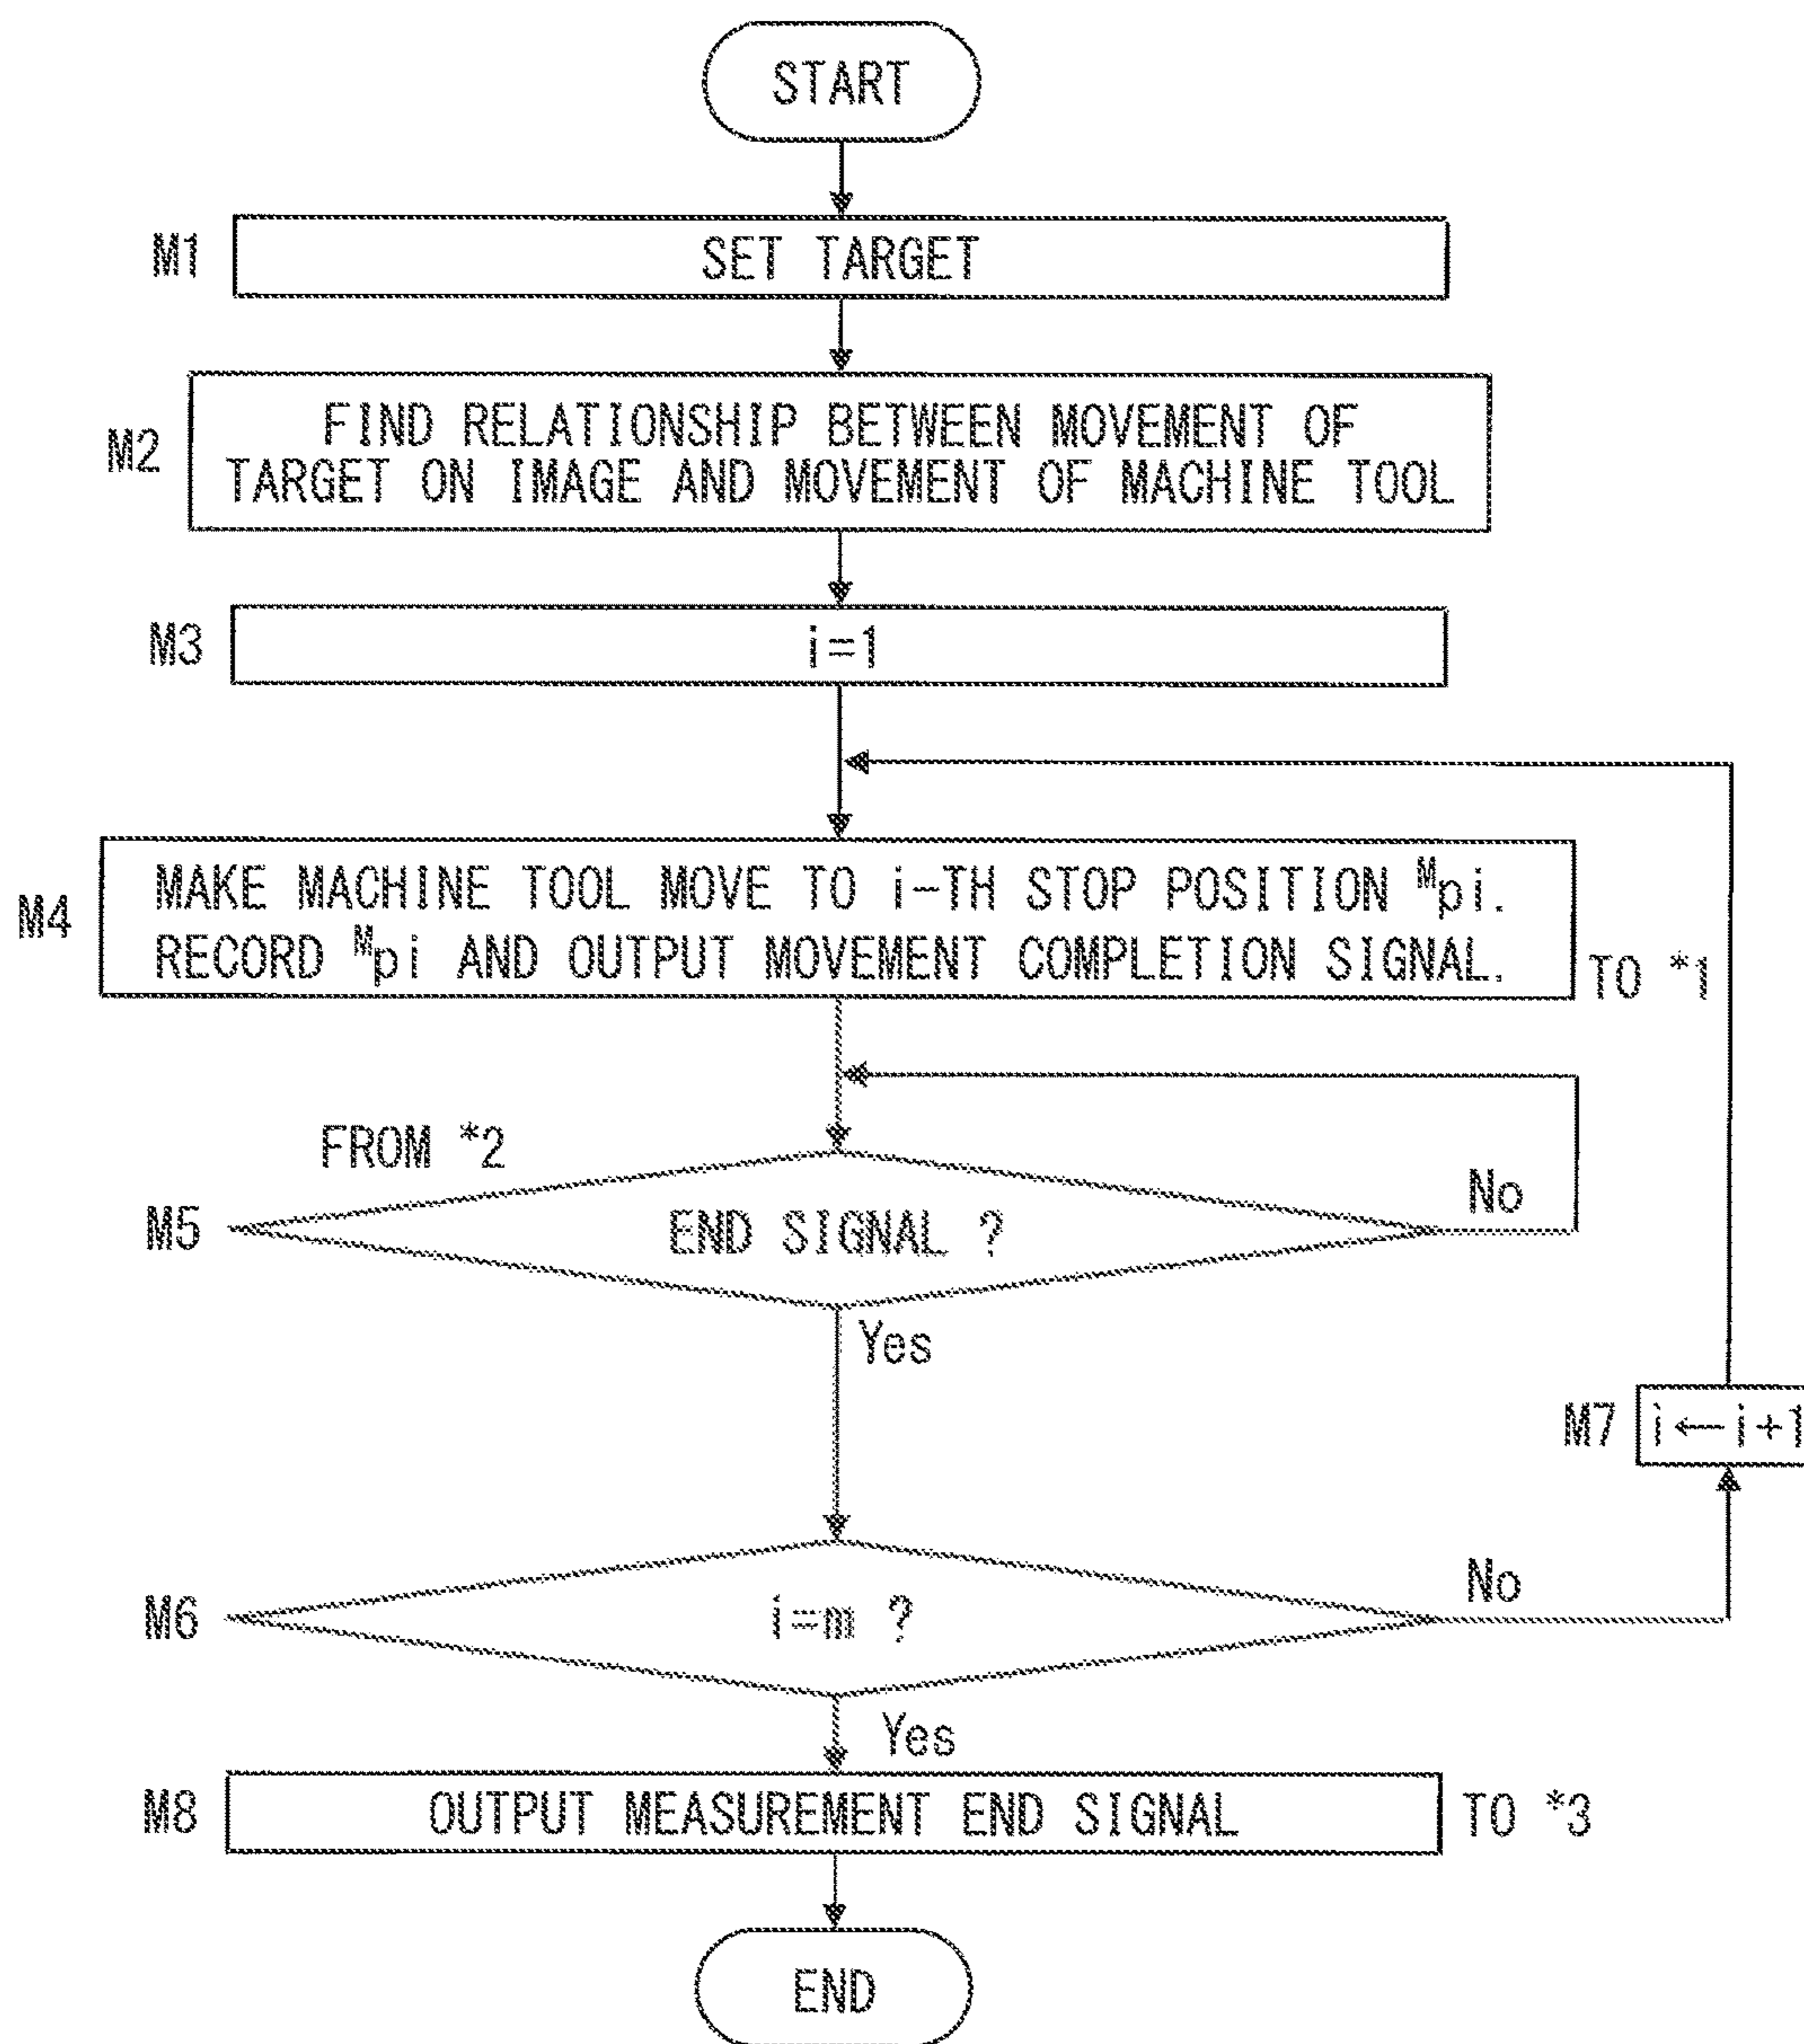 START
M1
SET TARGET
M2
FIND RELATIONSHIP BETWEEN MOVEMENT OF
TARGET ON IMAGE AND MOVEMENT OF MACHINE TOOL
M3
i=1
M4
MAKE MACHINE TOOL MOVE TO i-TH STOP POSITION ᴹpi.
RECORD ᴹpi AND OUTPUT MOVEMENT COMPLETION SIGNAL.
TO *1
FROM *2
M5
END SIGNAL ?
No
Yes
M7
i←i+1
M6
i=m ?
No
Yes
M8
OUTPUT MEASUREMENT END SIGNAL
TO *3
END